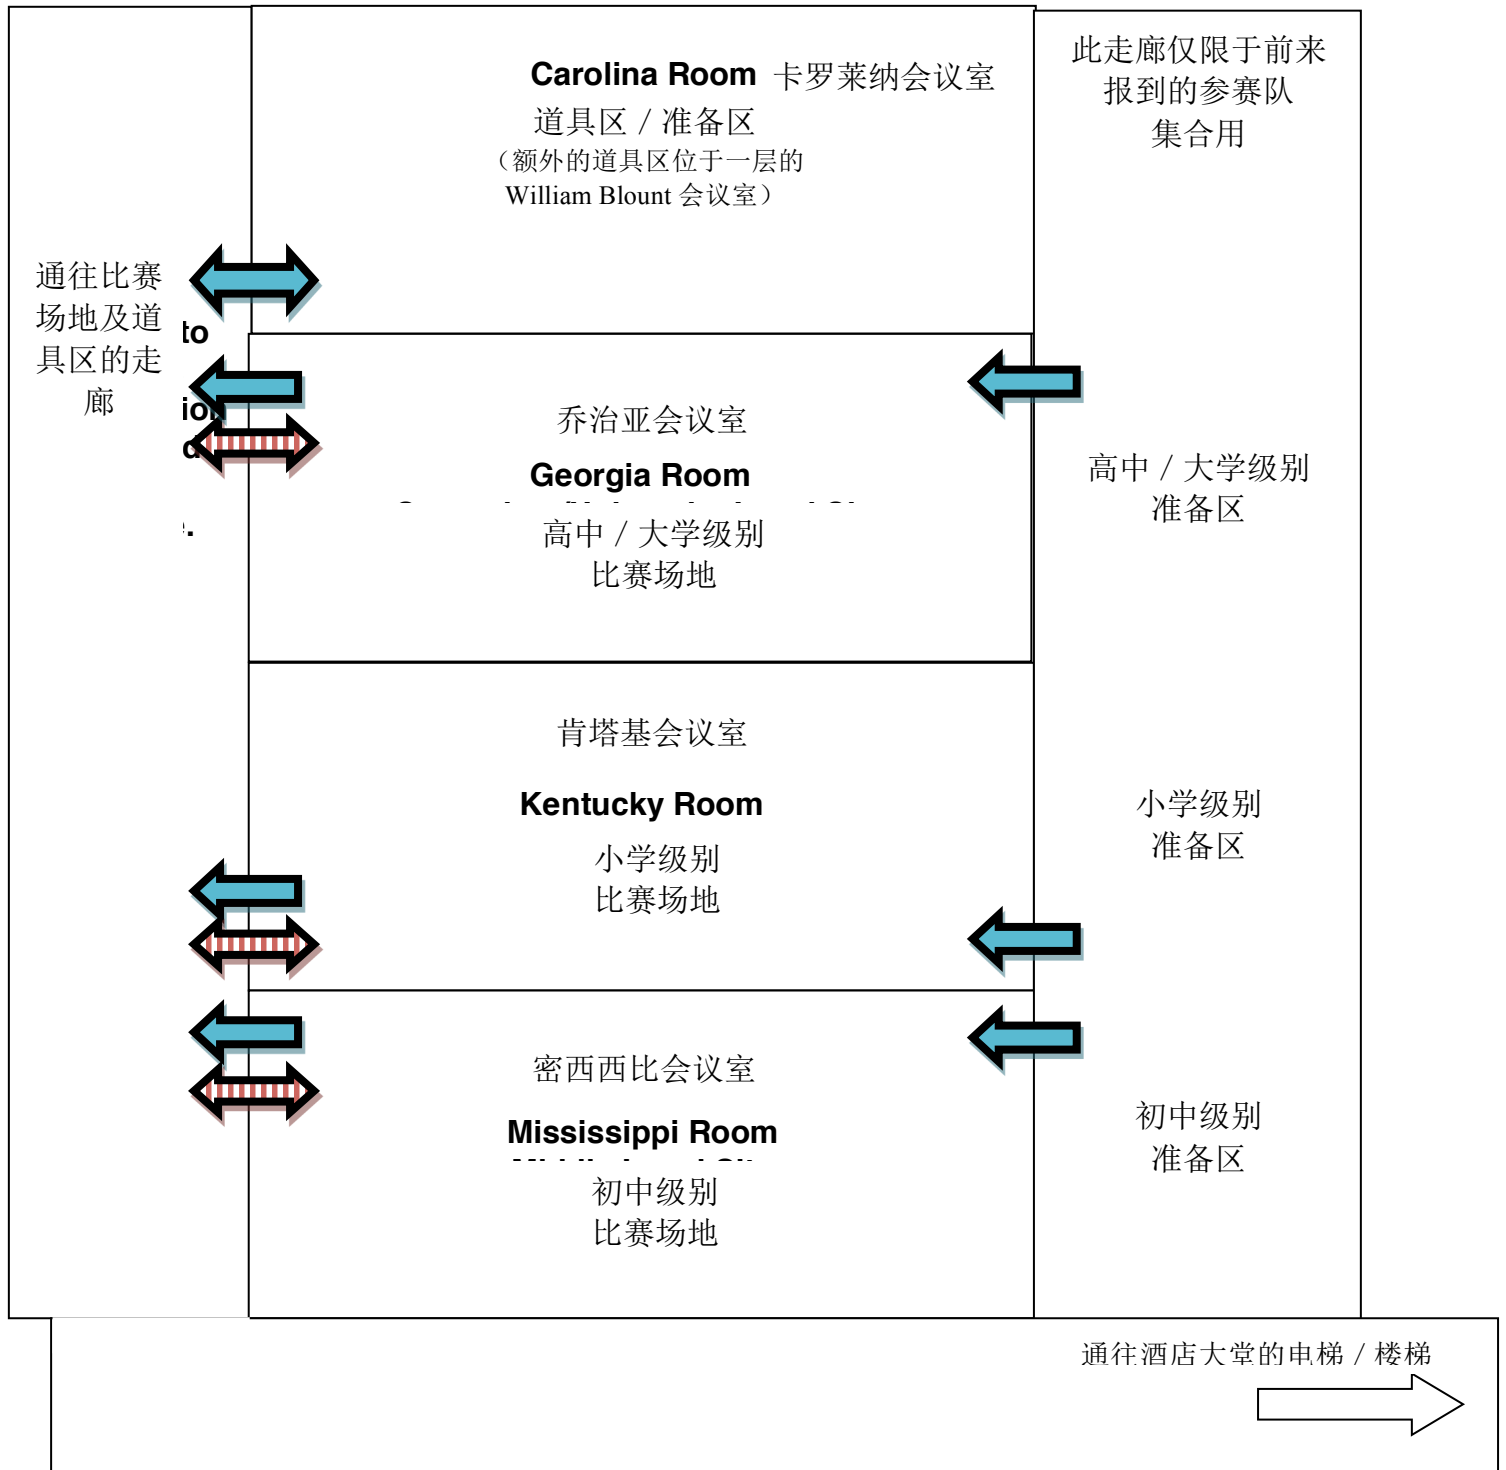 Carolina Room 卡罗莱纳会议室
道具区 / 准备区
（额外的道具区位于一层的
William Blount 会议室）
此走廊仅限于前来
报到的参赛队
集合用
通往比赛
场地及道
具区的走
廊
to
乔治亚会议室
Georgia Room
高中 / 大学级别
比赛场地
高中 / 大学级别
准备区
肯塔基会议室
Kentucky Room
小学级别
比赛场地
小学级别
准备区
密西西比会议室
Mississippi Room
初中级别
比赛场地
初中级别
准备区
通往酒店大堂的电梯 / 楼梯